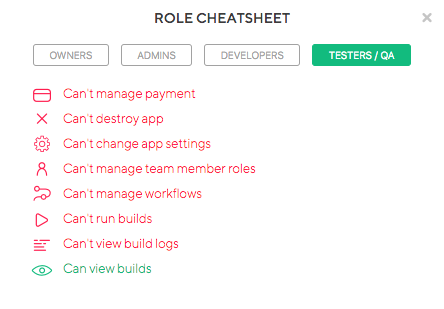 ROLE CHEATSHEET
OWNERS
ADMINS
DEVELOPERS
TESTERS / QA
Can't manage payment
Can't destroy app
Can't change app settings
Can't manage team member roles
Can't manage workflows
Can't run builds
Can't view build logs
Can view builds